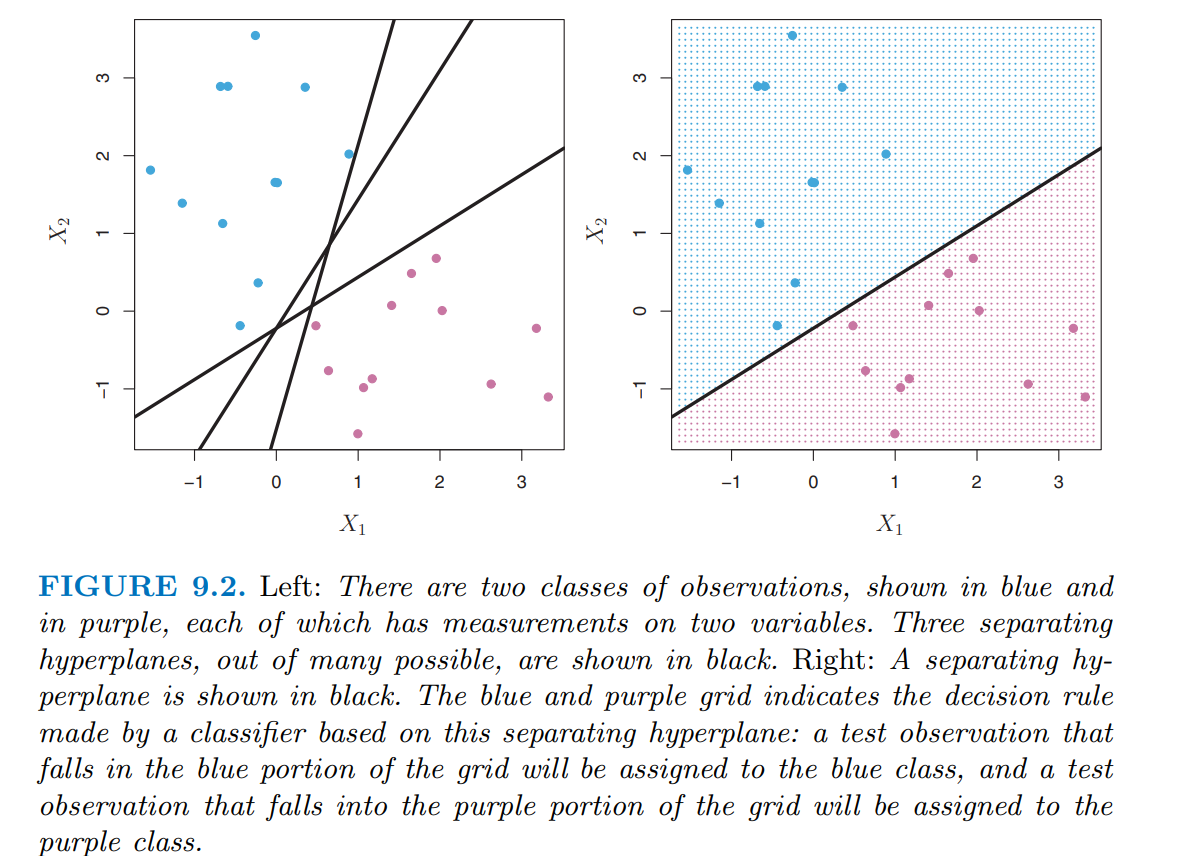 3
2
1
0
−1
X2
−1 0 1 2 3
X1
3
2
1
0
−1
X2
−1 0 1 2 3
X1
FIGURE 9.2. Left: There are two classes of observations, shown in blue and
in purple, each of which has measurements on two variables. Three separating
hyperplanes, out of many possible, are shown in black. Right: A separating hy-
perplane is shown in black. The blue and purple grid indicates the decision rule
made by a classifier based on this separating hyperplane: a test observation that
falls in the blue portion of the grid will be assigned to the blue class, and a test
observation that falls into the purple portion of the grid will be assigned to the
purple class.